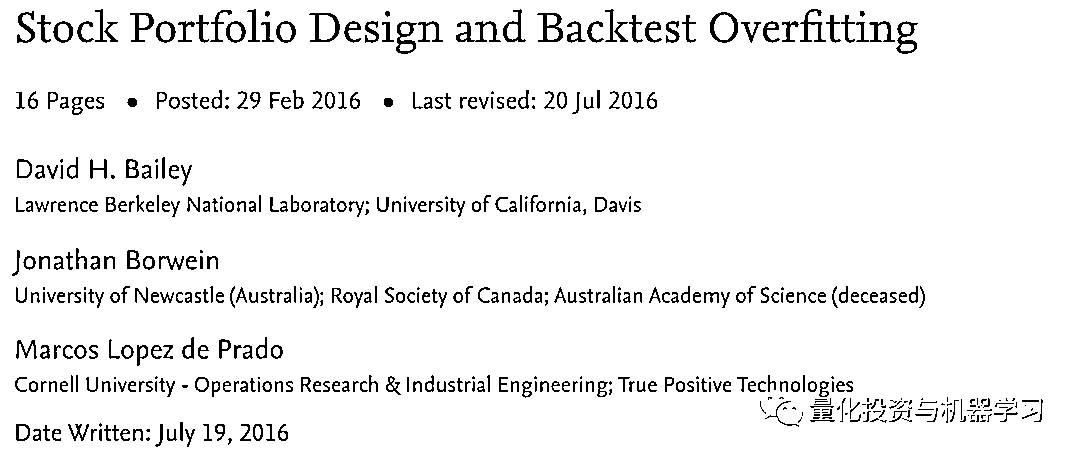 Stock Portfolio Design and Backtest Overfitting
16 Pages • Posted: 29 Feb 2016 • Last revised: 20 Jul 2016
David H. Bailey
Lawrence Berkeley National Laboratory; University of California, Davis
Jonathan Borwein
University of Newcastle (Australia); Royal Society of Canada; Australian Academy of Science (deceased)
Marcos Lopez de Prado
Cornell University - Operations Research & Industrial Engineering; True Positive Technologies
量化投资与机器学习
Date Written: July 19, 2016